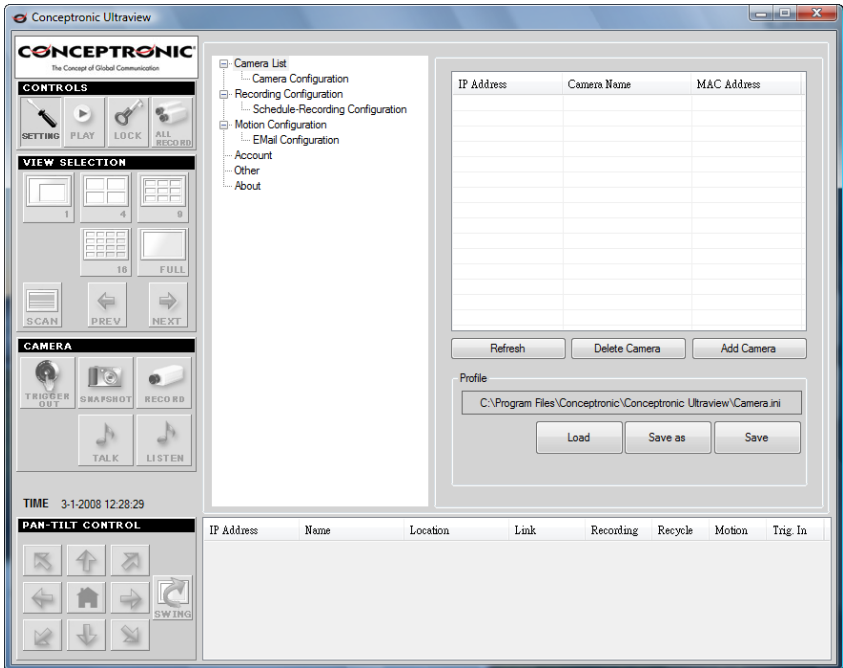 Conceptronic Ultraview
CONCEPTRONIC
The Concept of Global Communication
CONTROLS
SETTING PLAY LOCK ALL RECORD
VIEW SELECTION
1 4 9
16 FULL
SCAN PREV NEXT
CAMERA
TRIGGER OUT SNAPSHOT RECORD
TALK LISTEN
TIME 3-1-2008 12:28:29
PAN-TILT CONTROL
SWING
Camera List
Camera Configuration
Recording Configuration
Schedule-Recording Configuration
Motion Configuration
EMail Configuration
Account
Other
About
IP Address Camera Name MAC Address
Refresh Delete Camera Add Camera
Profile
C:\Program Files\Conceptronic\Conceptronic Ultraview\Camera.ini
Load Save as Save
IP Address Name Location Link Recording Recycle Motion Trig. In